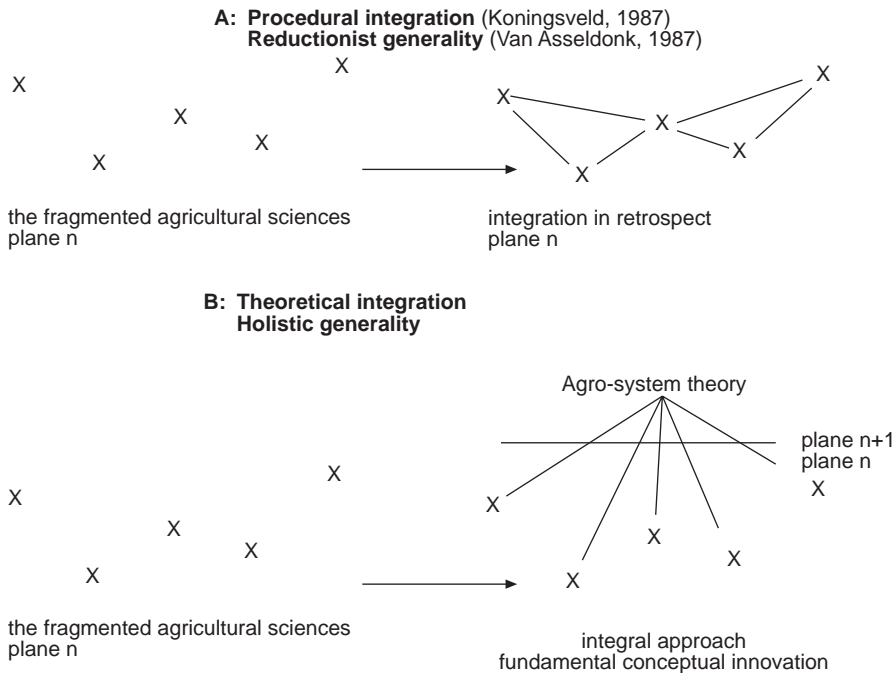 A: Procedural integration (Koningsveld, 1987)
Reductionist generality (Van Asseldonk, 1987)
X
X
X
X
X
X
X
X
X
X
the fragmented agricultural sciences
plane n
integration in retrospect
plane n
B: Theoretical integration
Holistic generality
Agro-system theory
plane n+1
plane n
X
X
X
X
X
X
X
X
X
X
the fragmented agricultural sciences
plane n
integral approach
fundamental conceptual innovation